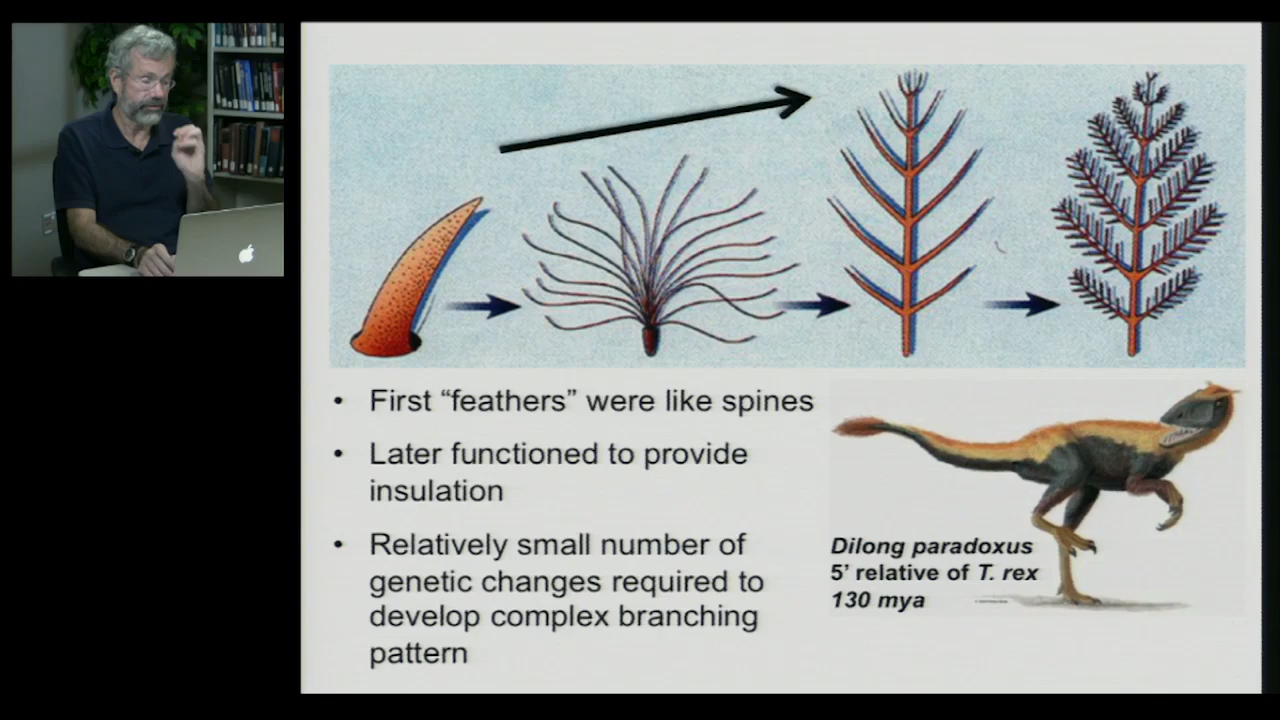 • First “feathers” were like spines
• Later functioned to provide
insulation
• Relatively small number of
genetic changes required to
develop complex branching
pattern
Dilong paradoxus
5’ relative of T. rex
130 mya